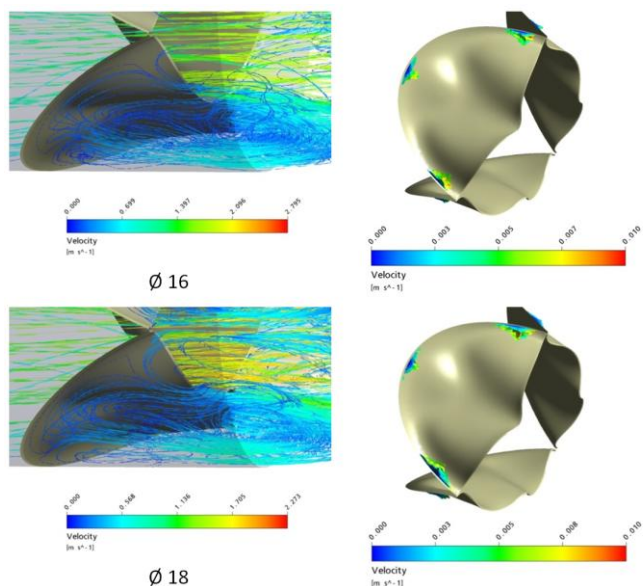 0.000 0.699 1.397 2.096 2.795
Velocity
[m s^-1]
0.000 0.003 0.005 0.007 0.010
Velocity
[m s^-1]
Ø 16
0.000 0.568 1.136 1.705 2.273
Velocity
[m s^-1]
0.000 0.003 0.005 0.008 0.010
Velocity
[m s^-1]
Ø 18